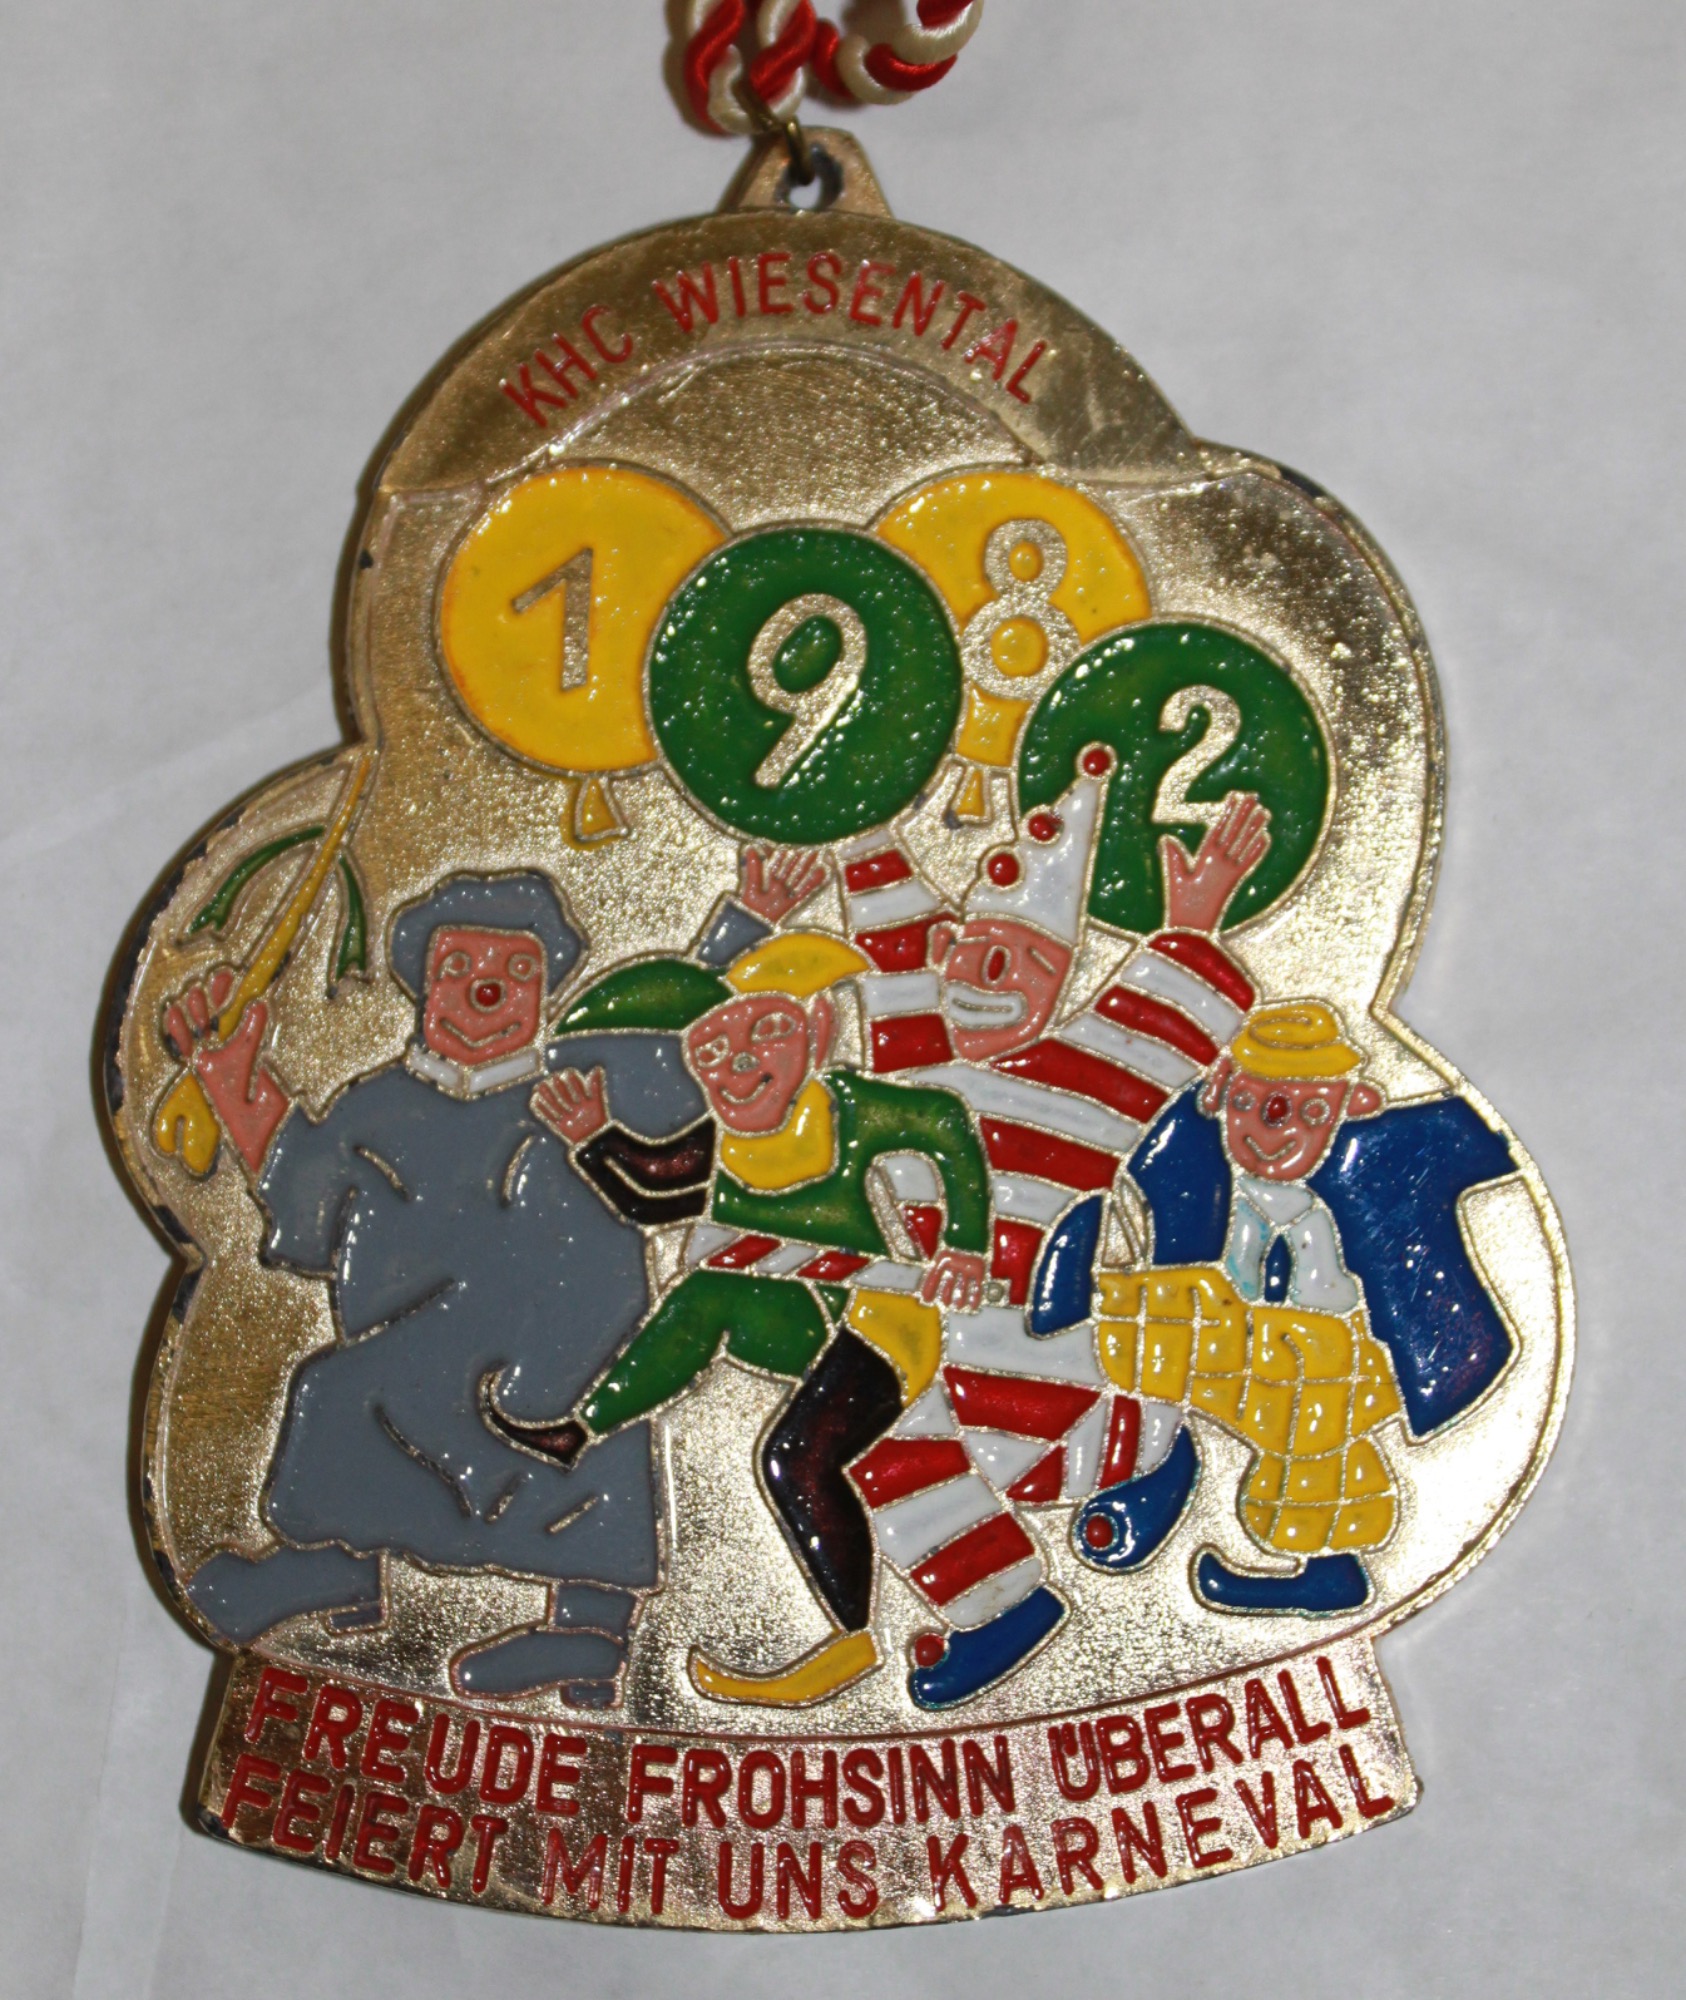 KHC WIESENTAL
1982
FREUDE FROHSINN ÜBERALL
FEIERT MIT UNS KARNEVAL